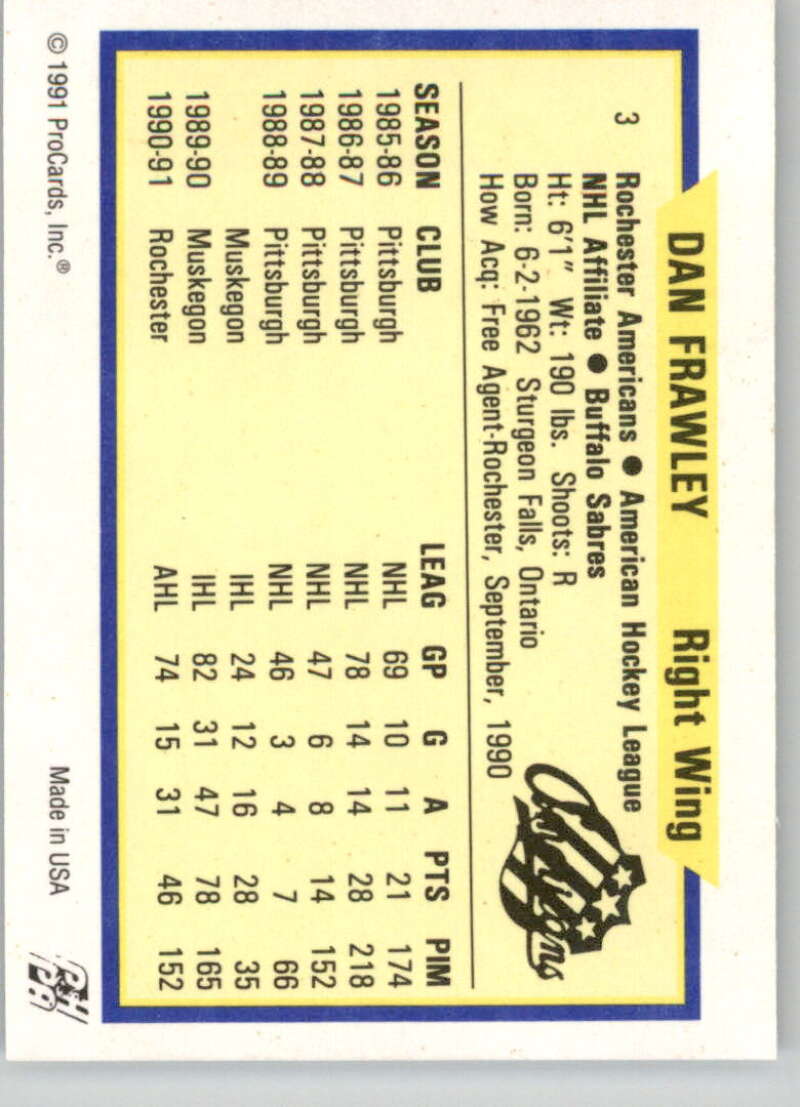 DAN FRAWLEY Right Wing
3 Rochester Americans ● American Hockey League
NHL Affiliate ● Buffalo Sabres
Ht: 6'1" Wt: 190 lbs. Shoots: R
Born: 6-2-1962 Sturgeon Falls, Ontario
How Acq: Free Agent-Rochester, September, 1990
Americans
SEASON CLUB LEAG GP G A PTS PIM
1985-86 Pittsburgh NHL 69 10 11 21 174
1986-87 Pittsburgh NHL 78 14 14 28 218
1987-88 Pittsburgh NHL 47 6 8 14 152
1988-89 Pittsburgh NHL 46 3 4 7 66
Muskegon IHL 24 12 16 28 35
1989-90 Muskegon IHL 82 31 47 78 165
1990-91 Rochester AHL 74 15 31 46 152
© 1991 ProCards, Inc.® Made in USA